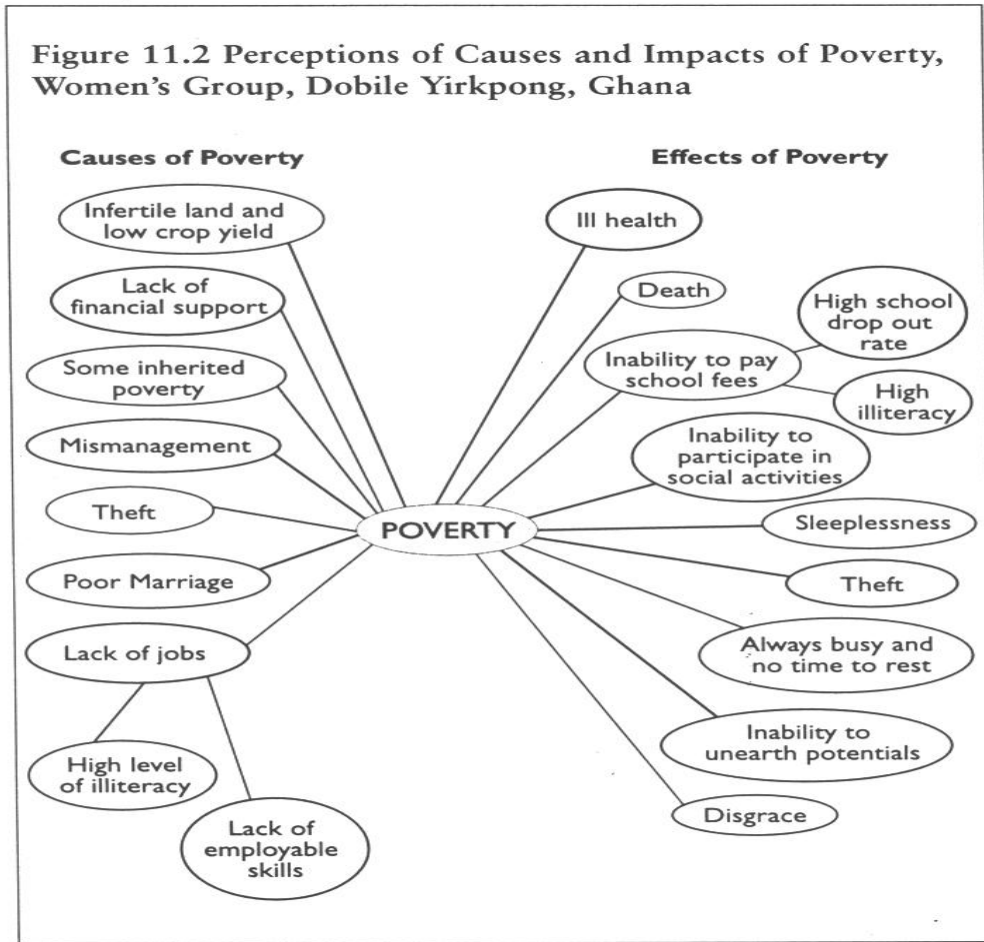 Figure 11.2 Perceptions of Causes and Impacts of Poverty,
Women's Group, Dobile Yirkpong, Ghana
Causes of Poverty
Infertile land and
low crop yield
Lack of
financial support
Some inherited
poverty
Mismanagement
Theft
Poor Marriage
Lack of jobs
High level
of illiteracy
Lack of
employable
skills
POVERTY
Effects of Poverty
Ill health
Death
Inability to pay
school fees
High school
drop out
rate
High
illiteracy
Inability to
participate in
social activities
Sleeplessness
Theft
Always busy and
no time to rest
Inability to
unearth potentials
Disgrace